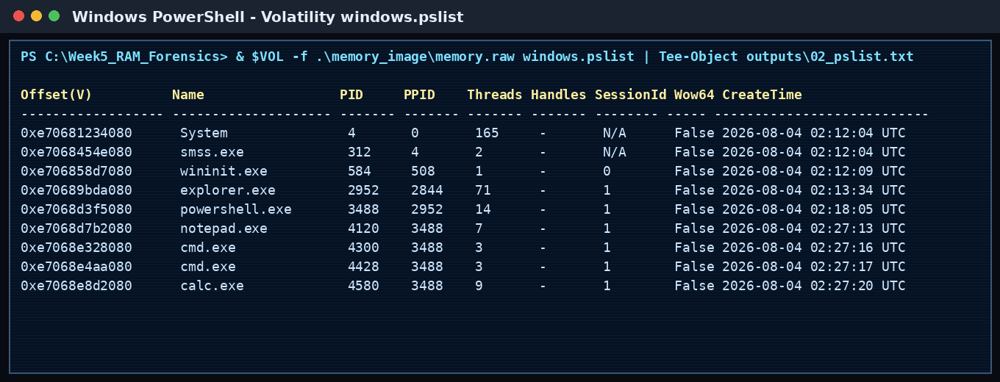 Windows PowerShell - Volatility windows.pslist
PS C:\Week5_RAM_Forensics> & $VOL -f .\memory_image\memory.raw windows.pslist | Tee-Object outputs\02_pslist.txt
Offset(V)          Name                 PID     PPID    Threads Handles SessionId Wow64 CreateTime
------------------ -------------------- ------- ------- ------- ------- -------- ----- ---------------------------
0xe70681234080      System               4       0       165     -       N/A      False 2026-08-04 02:12:04 UTC
0xe7068454e080      smss.exe             312     4       2       -       N/A      False 2026-08-04 02:12:04 UTC
0xe706858d7080      wininit.exe          584     508     1       -       0        False 2026-08-04 02:12:09 UTC
0xe70689bda080      explorer.exe         2952    2844    71      -       1        False 2026-08-04 02:13:34 UTC
0xe7068d3f5080      powershell.exe       3488    2952    14      -       1        False 2026-08-04 02:18:05 UTC
0xe7068d7b2080      notepad.exe          4120    3488    7       -       1        False 2026-08-04 02:27:13 UTC
0xe7068e328080      cmd.exe              4300    3488    3       -       1        False 2026-08-04 02:27:16 UTC
0xe7068e4aa080      cmd.exe              4428    3488    3       -       1        False 2026-08-04 02:27:17 UTC
0xe7068e8d2080      calc.exe             4580    3488    9       -       1        False 2026-08-04 02:27:20 UTC